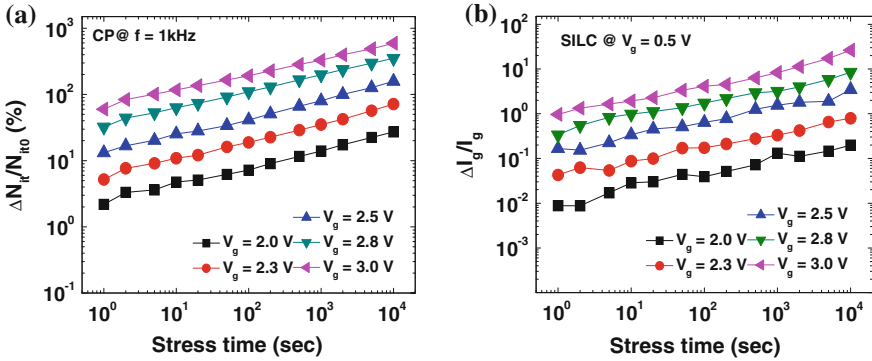 (a)
CP@ f = 1kHz
ΔN_it/N_it0 (%)
10^3
10^2
10^1
10^0
10^-1
V_g = 2.5 V
V_g = 2.0 V
V_g = 2.8 V
V_g = 2.3 V
V_g = 3.0 V
10^0
10^1
10^2
10^3
10^4
Stress time (sec)
(b)
SILC @ V_g = 0.5 V
ΔI_g/I_g
10^2
10^1
10^0
10^-1
10^-2
10^-3
V_g = 2.5 V
V_g = 2.0 V
V_g = 2.8 V
V_g = 2.3 V
V_g = 3.0 V
10^0
10^1
10^2
10^3
10^4
Stress time (sec)